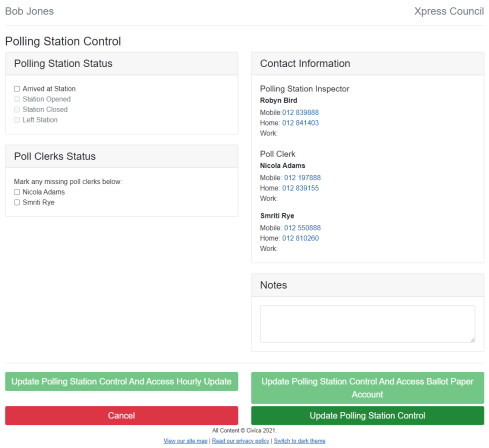 Bob Jones
Xpress Council
Polling Station Control
Polling Station Status
Arrived at Station
Station Opened
Station Closed
Left Station
Poll Clerks Status
Mark any missing poll clerks below:
Nicola Adams
Smriti Rye
Contact Information
Polling Station Inspector
Robyn Bird
Mobile:012 839888
Home: 012 841403
Work:
Poll Clerk
Nicola Adams
Mobile: 012 197888
Home: 012 839155
Work:
Smriti Rye
Mobile: 012 550888
Home: 012 810260
Work:
Notes
Update Polling Station Control And Access Hourly Update
Update Polling Station Control And Access Ballot Paper
Account
Cancel
Update Polling Station Control
All Content © Civica 2021.
View our site map | Read our privacy policy | Switch to dark theme